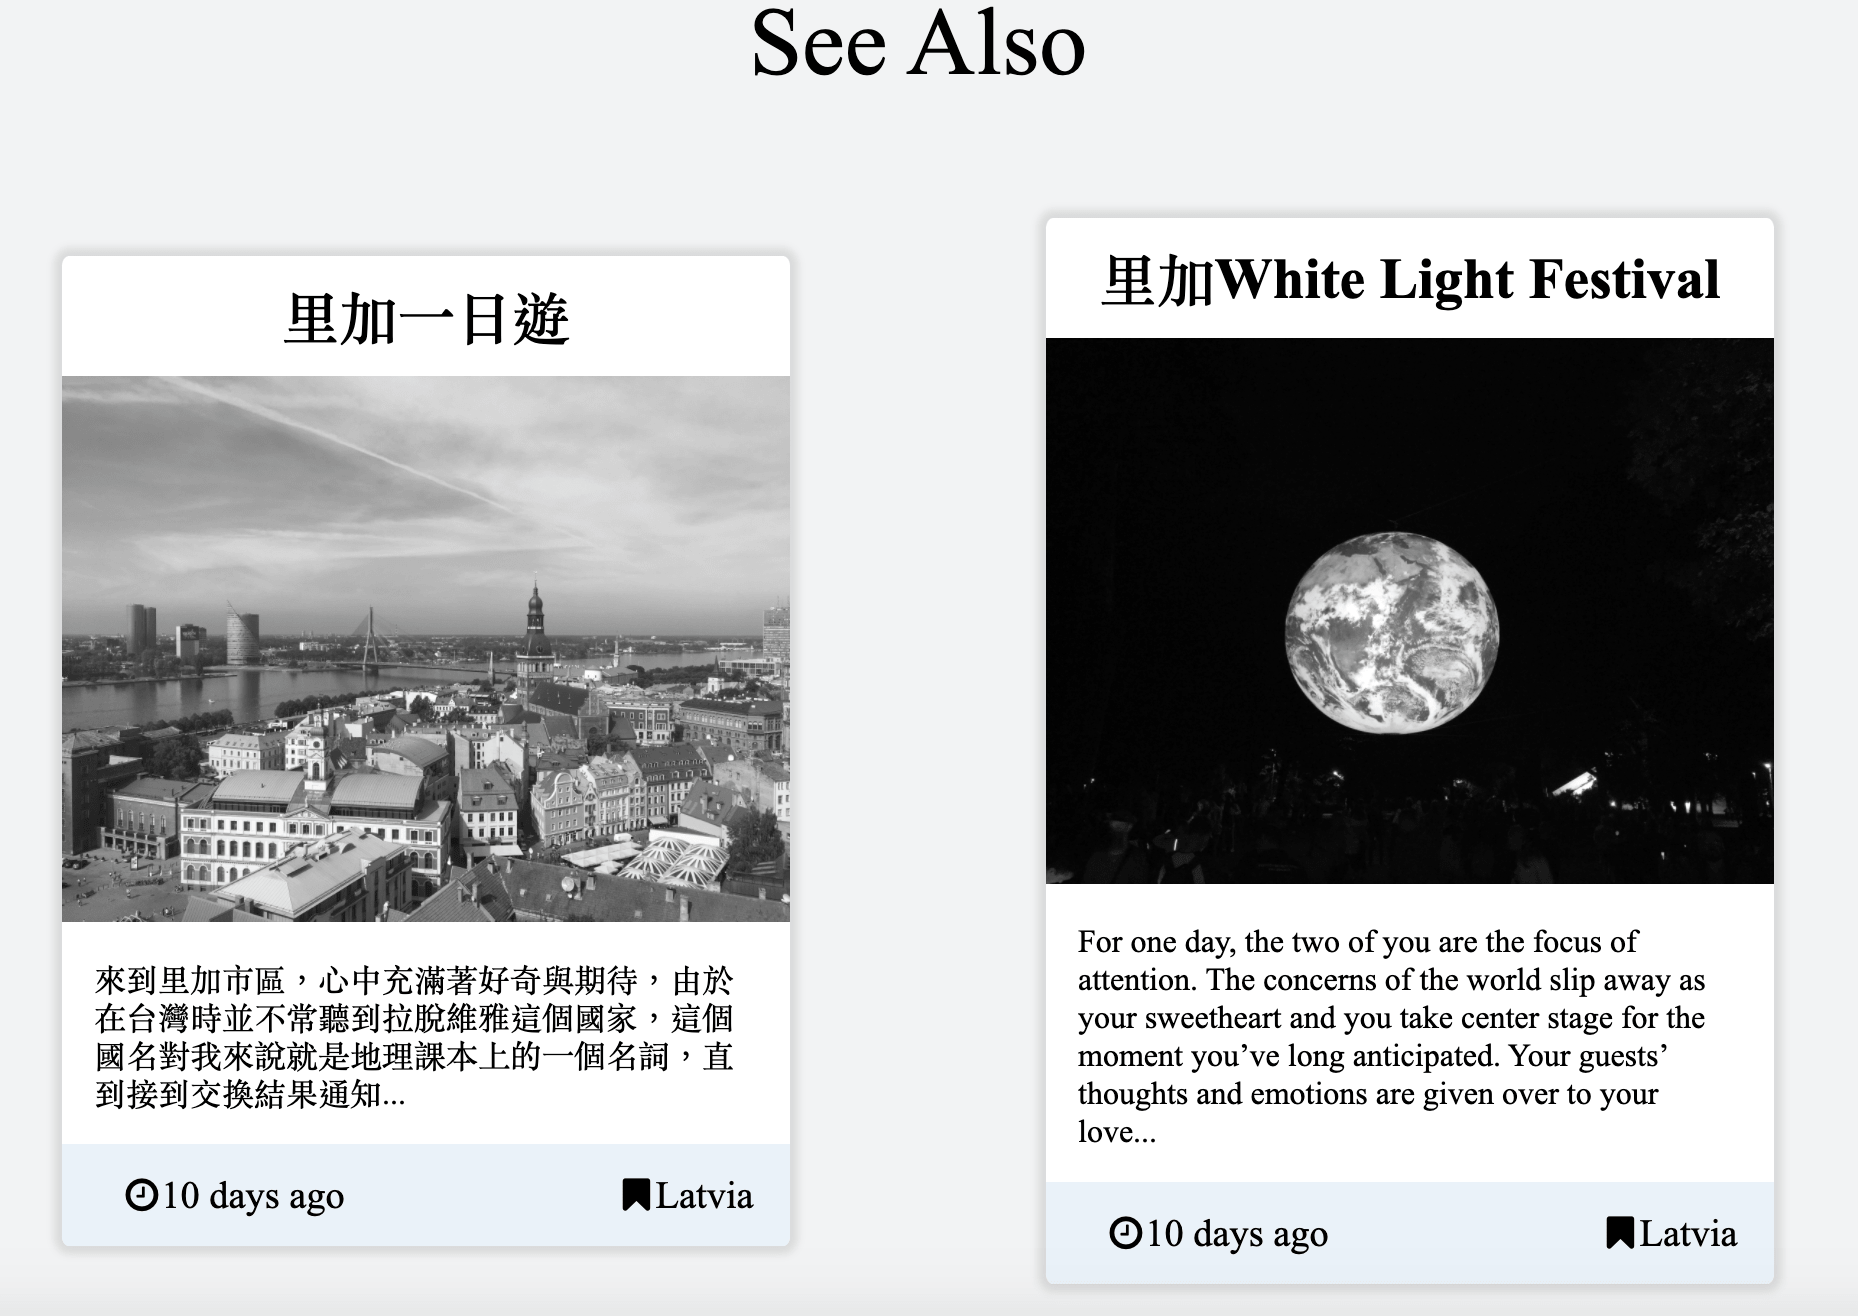 See Also
里加一日遊
來到里加市區，心中充滿著好奇與期待，由於
在台灣時並不常聽到拉脫維雅這個國家，這個
國名對我來說就是地理課本上的一個名詞，直
到接到交換結果通知...
10 days ago
Latvia
里加White Light Festival
For one day, the two of you are the focus of
attention. The concerns of the world slip away as
your sweetheart and you take center stage for the
moment you’ve long anticipated. Your guests’
thoughts and emotions are given over to your
love...
10 days ago
Latvia